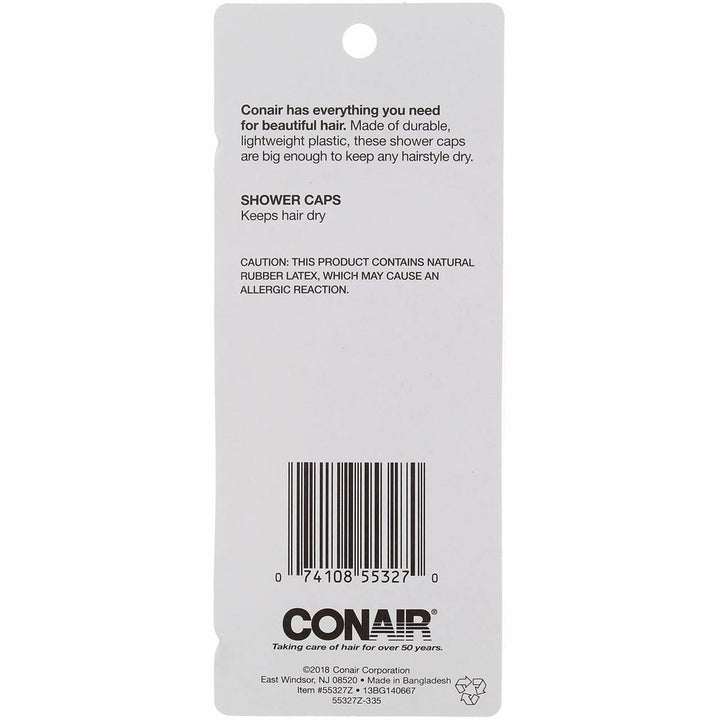 Conair has everything you need
for beautiful hair. Made of durable,
lightweight plastic, these shower caps
are big enough to keep any hairstyle dry.
SHOWER CAPS
Keeps hair dry
CAUTION: THIS PRODUCT CONTAINS NATURAL
RUBBER LATEX, WHICH MAY CAUSE AN
ALLERGIC REACTION.
0 74108 55327 0
CONAIR®
Taking care of hair for over 50 years.
©2018 Conair Corporation
East Windsor, NJ 08520 • Made in Bangladesh
Item #55327Z • 13BG140667
55327Z-335